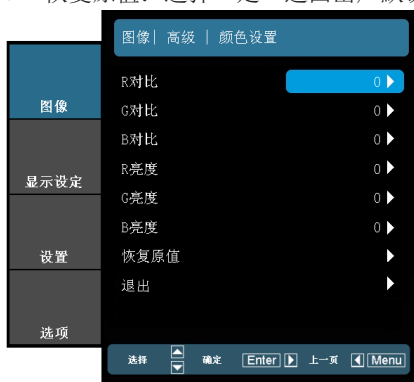 图像| 高级 | 颜色设置
图像
显示设定
设置
选项
R对比 0
G对比 0
B对比 0
R亮度 0
G亮度 0
B亮度 0
恢复原值
退出
选择 确定 Enter 上一页 Menu